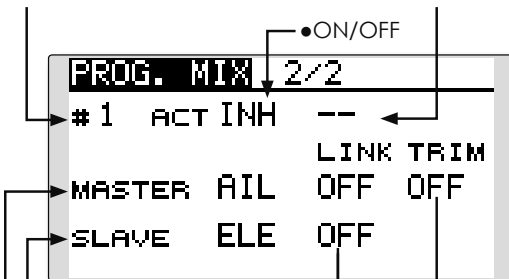 ●ON/OFF
PROG. MIX 2/2
#1 ACT INH --
LINK TRIM
MASTER AIL OFF OFF
SLAVE ELE OFF